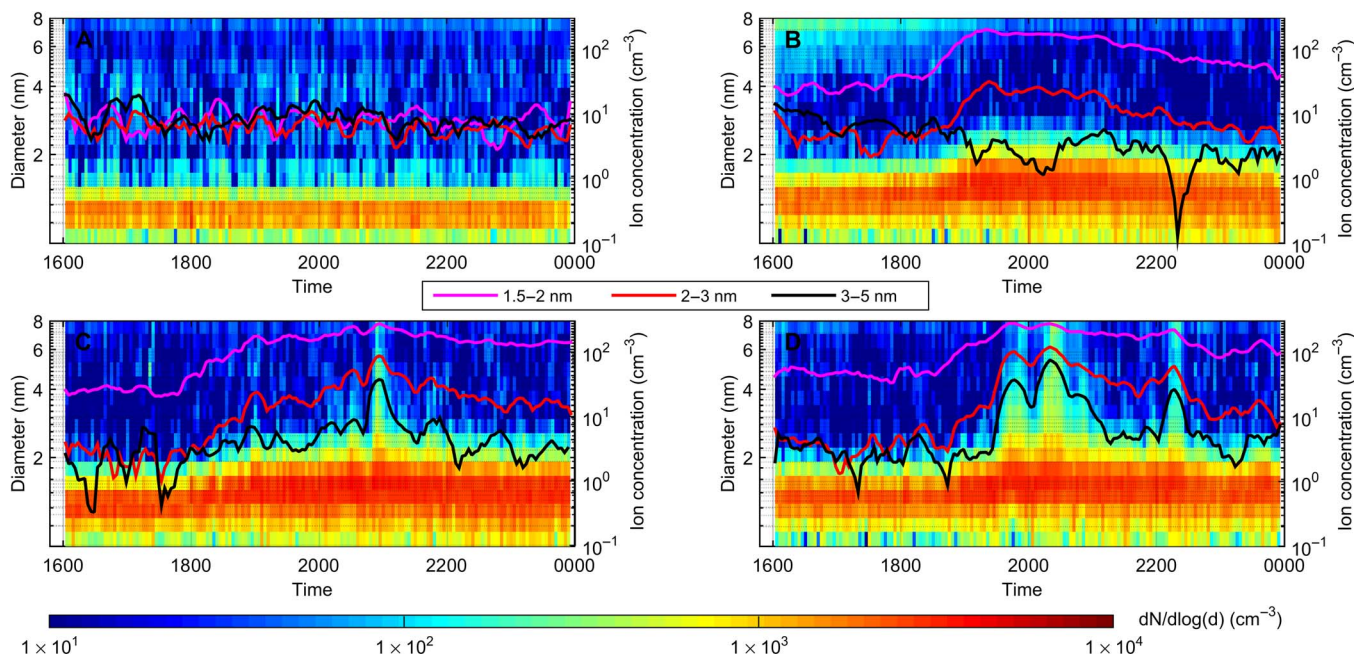 A
8
6
4
2
Diameter (nm)
10²
10¹
10⁰
10⁻¹
Ion concentration (cm⁻³)
1600 1800 2000 2200 0000
Time
B
8
6
4
2
Diameter (nm)
10²
10¹
10⁰
10⁻¹
Ion concentration (cm⁻³)
1600 1800 2000 2200 0000
Time
1.5–2 nm 2–3 nm 3–5 nm
C
8
6
4
2
Diameter (nm)
10²
10¹
10⁰
10⁻¹
Ion concentration (cm⁻³)
1600 1800 2000 2200 0000
Time
D
8
6
4
2
Diameter (nm)
10²
10¹
10⁰
10⁻¹
Ion concentration (cm⁻³)
1600 1800 2000 2200 0000
Time
dN/dlog(d) (cm⁻³)
1 × 10¹ 1 × 10² 1 × 10³ 1 × 10⁴